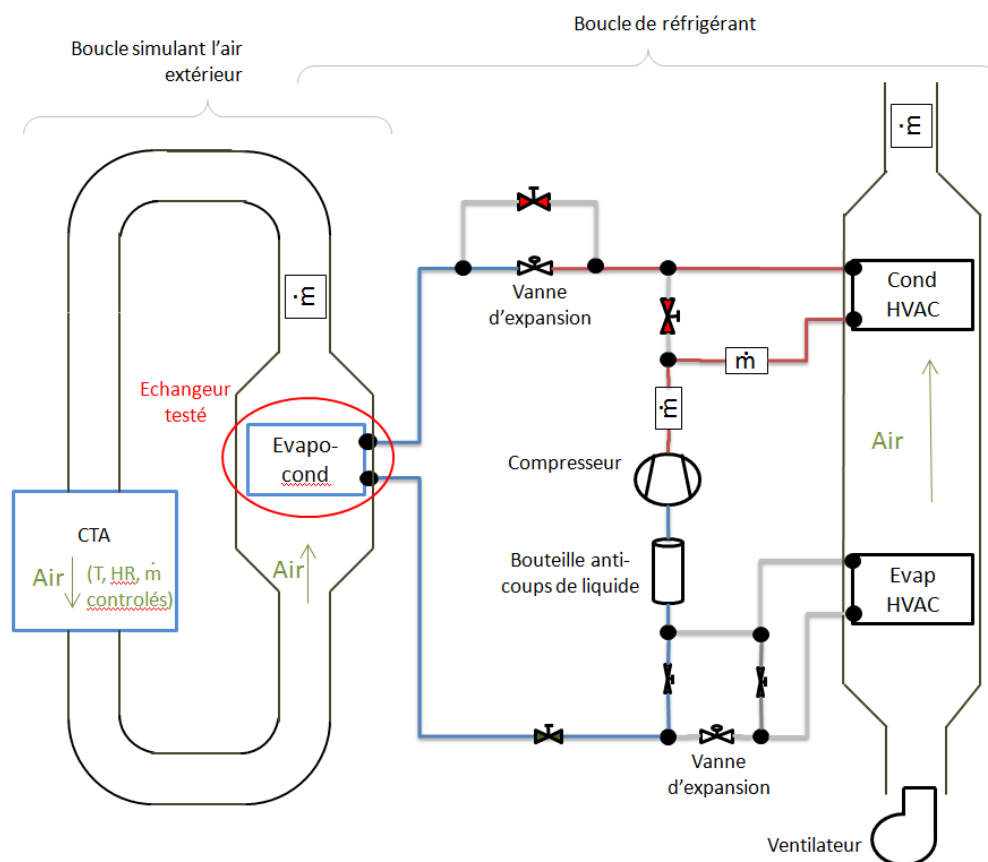 Boucle de réfrigérant
Boucle simulant l'air
extérieur
ṁ
ṁ
Vanne
d'expansion
Cond
HVAC
ṁ
ṁ
Echangeur
testé
Evapo-
cond
Compresseur
Air
CTA
Air
(T, HR, ṁ
controlés)
Air
Bouteille anti-
coups de liquide
Evap
HVAC
Vanne
d'expansion
Ventilateur